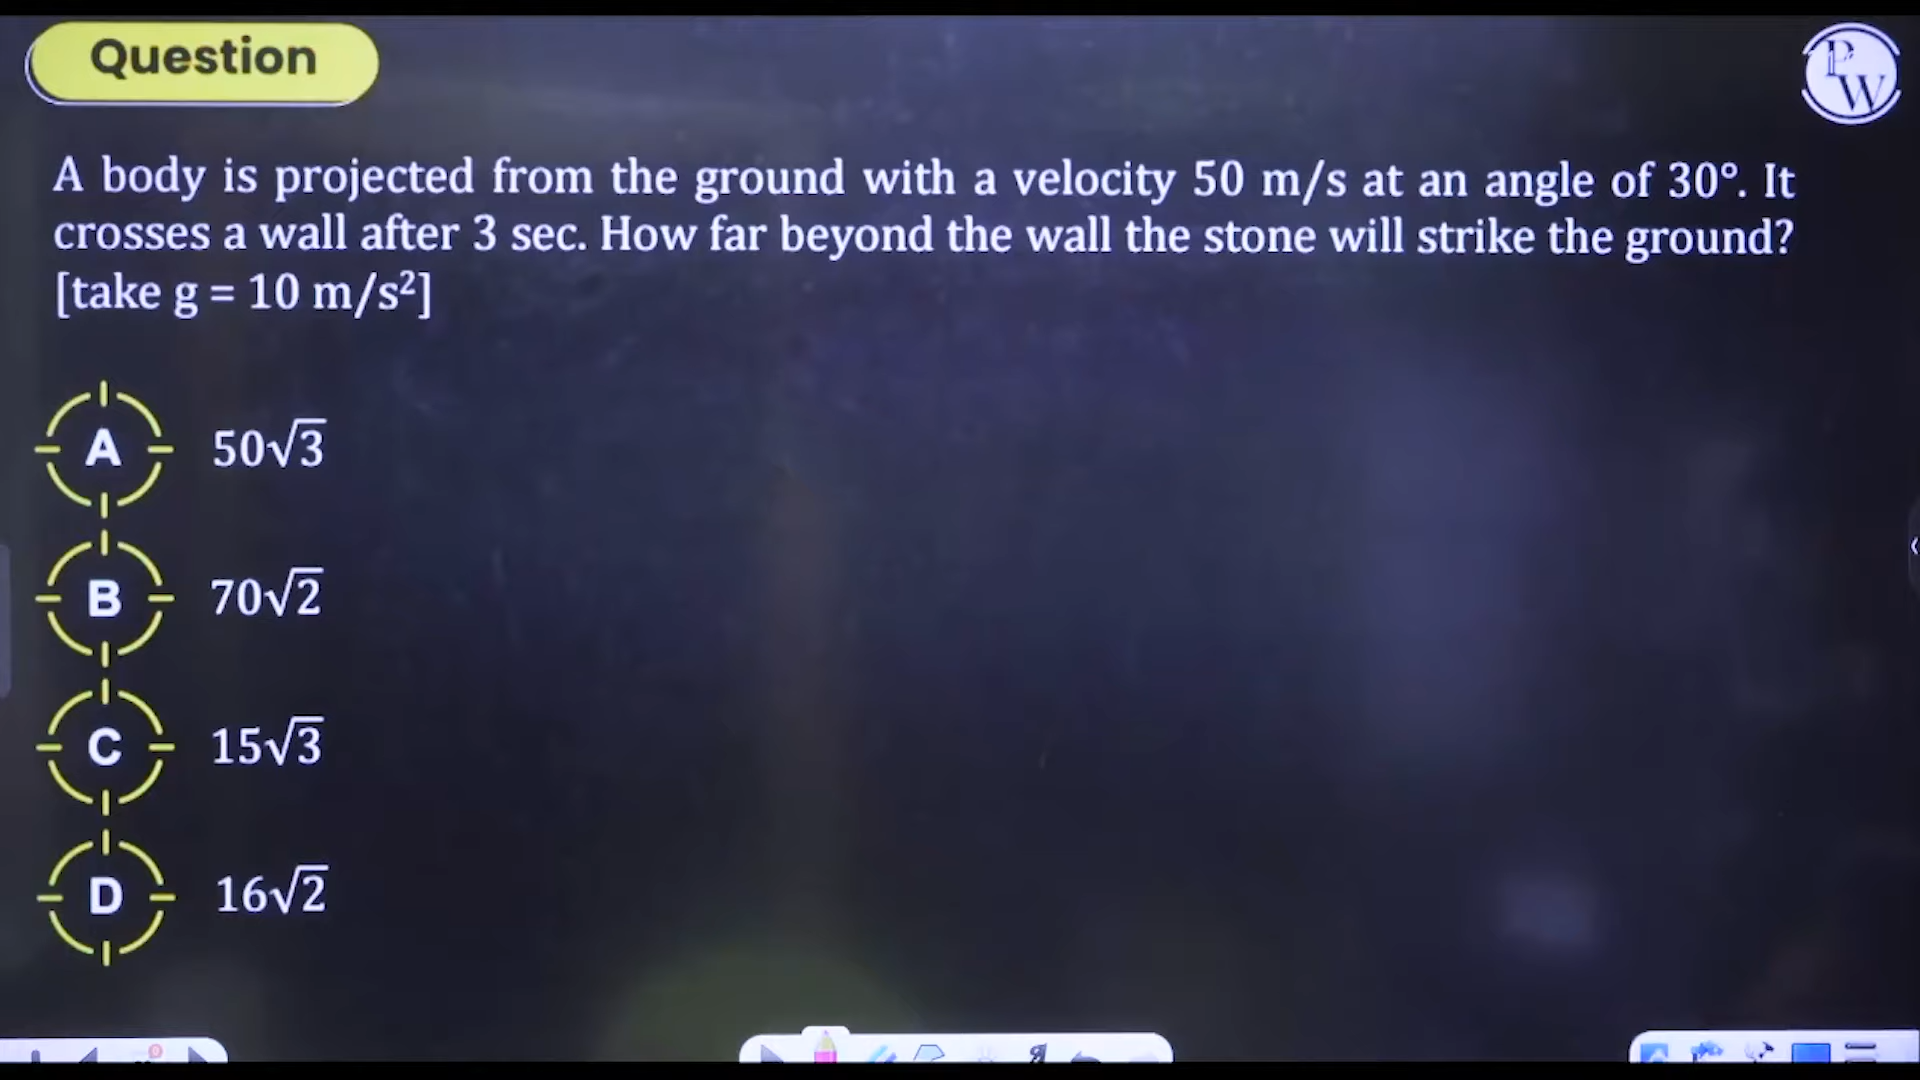 Question
PW
A body is projected from the ground with a velocity 50 m/s at an angle of 30°. It
crosses a wall after 3 sec. How far beyond the wall the stone will strike the ground?
[take g = 10 m/s²]
A 50√3
B 70√2
C 15√3
D 16√2